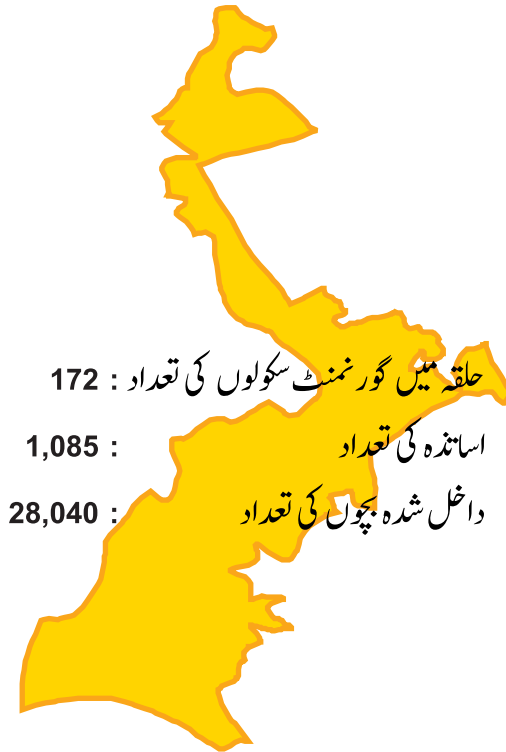 حلقہ میں گورنمنٹ سکولوں کی تعداد : 172
اساتذہ کی تعداد : 1,085
داخل شدہ بچوں کی تعداد : 28,040